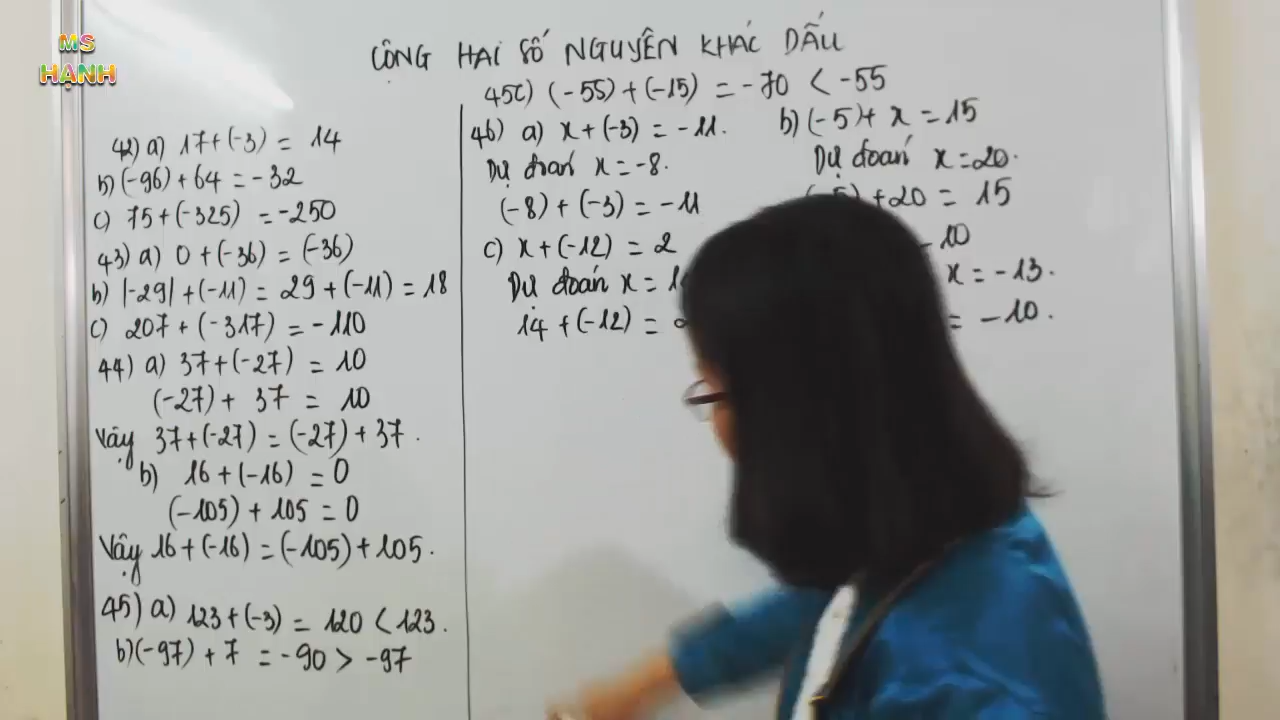 MS
HẠNH
CỘNG HAI SỐ NGUYÊN KHÁC DẤU
42) a) 17+(-3) = 14
b) (-96) + 64 = -32
c) 75 + (-325) = -250
43) a) 0 + (-36) = (-36)
b) |-29| + (-11) = 29 + (-11) = 18
c) 207 + (-317) = -110
44) a) 37+(-27) = 10
(-27) + 37 = 10
Vậy 37+(-27) = (-27) + 37.
b) 16 + (-16) = 0
(-105) + 105 = 0
Vậy 16 + (-16) = (-105) + 105.
45) a) 123 + (-3) = 120 < 123.
b) (-97) + 7 = -90 > -97
45c) (-55) + (-15) = -70 < -55
46) a) x + (-3) = -11.
Dự đoán x = -8.
(-8) + (-3) = -11
c) x + (-12) = 2
Dự đoán x =
14 + (-12) =
b) (-5) + x = 15
Dự đoán x = 20.
+20 = 15
-10
x = -13.
= -10.